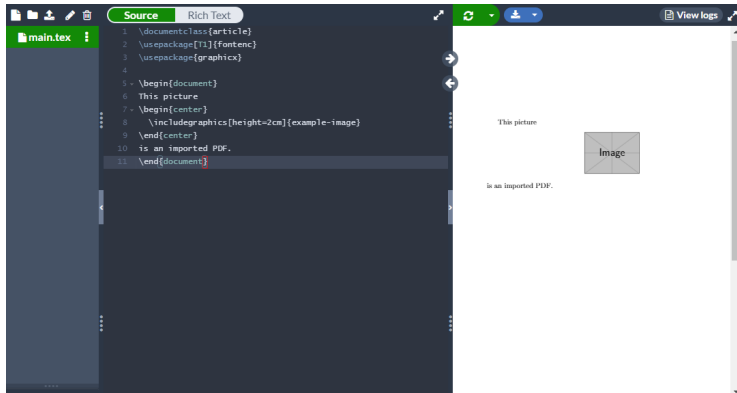 Source Rich Text
View logs
main.tex
1 \documentclass{article}
2 \usepackage[T1]{fontenc}
3 \usepackage{graphicx}
4
5 \begin{document}
6 This picture
7 \begin{center}
8 \includegraphics[height=2cm]{example-image}
9 \end{center}
10 is an imported PDF.
11 \end{document}
This picture
Image
is an imported PDF.